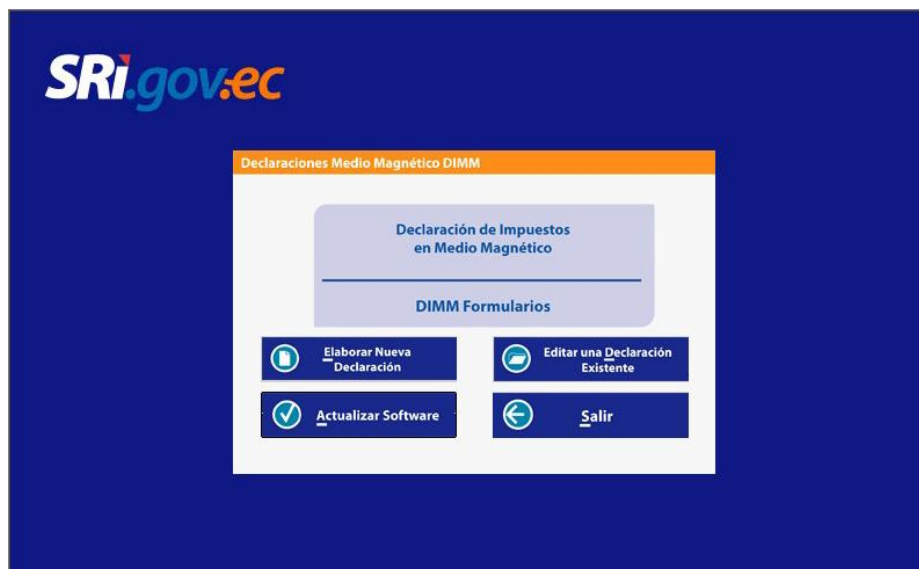 SRi.gov.ec
Declaraciones Medio Magnético DIMM
Declaración de Impuestos
en Medio Magnético
DIMM Formularios
Elaborar Nueva
Declaración
Editar una Declaración
Existente
Actualizar Software
Salir